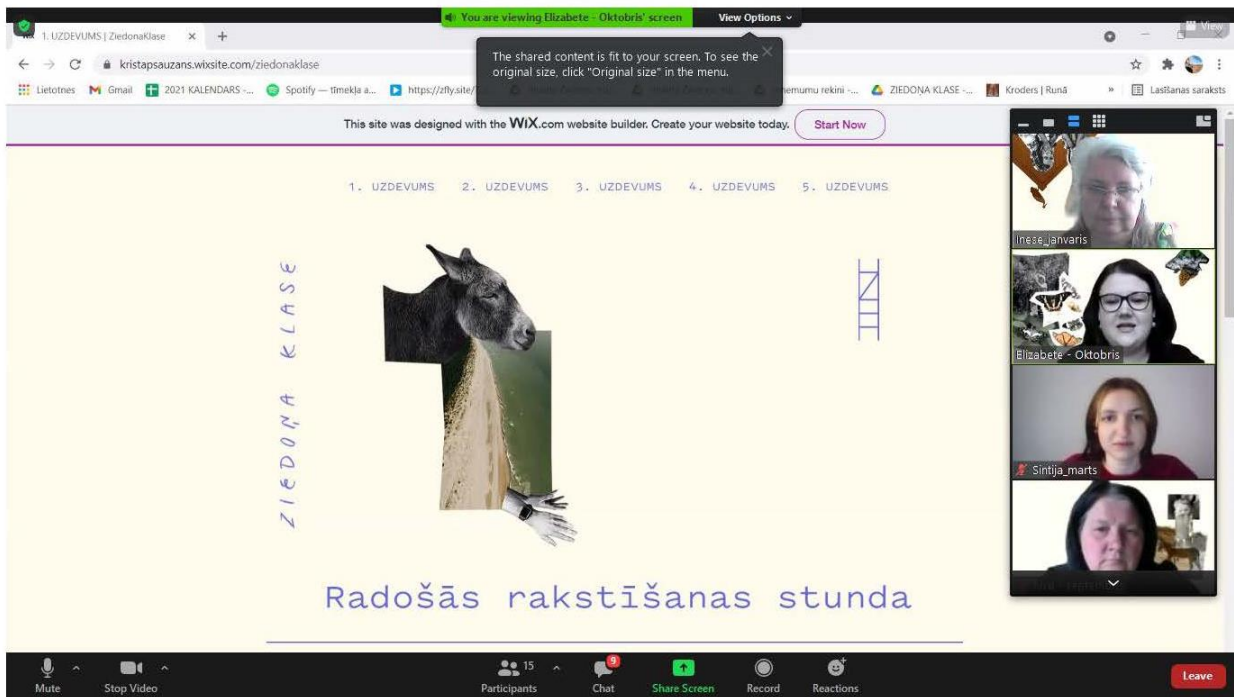 You are viewing Elizabete - Oktobris' screen
View Options
View
1. UZDEVUMS | ZiedonaKlase
The shared content is fit to your screen. To see the
original size, click "Original size" in the menu.
kristapsauzans.wixsite.com/ziedonaklase
Lietotnes
Gmail
2021 KALENDARS -...
Spotify — tīmekļa a...
https://zfly.site/
ZIEDOŅA KLASE -...
Kroders | Runā
»
Lasīšanas saraksts
This site was designed with the WiX.com website builder. Create your website today.
Start Now
1. UZDEVUMS 2. UZDEVUMS 3. UZDEVUMS 4. UZDEVUMS 5. UZDEVUMS
ZIEDOŅA KLASE
Radošās rakstīšanas stunda
Inese_janvaris
Elizabete - Oktobris
Sintija_marts
Mute
Stop Video
15
Participants
9
Chat
Share Screen
Record
Reactions
Leave